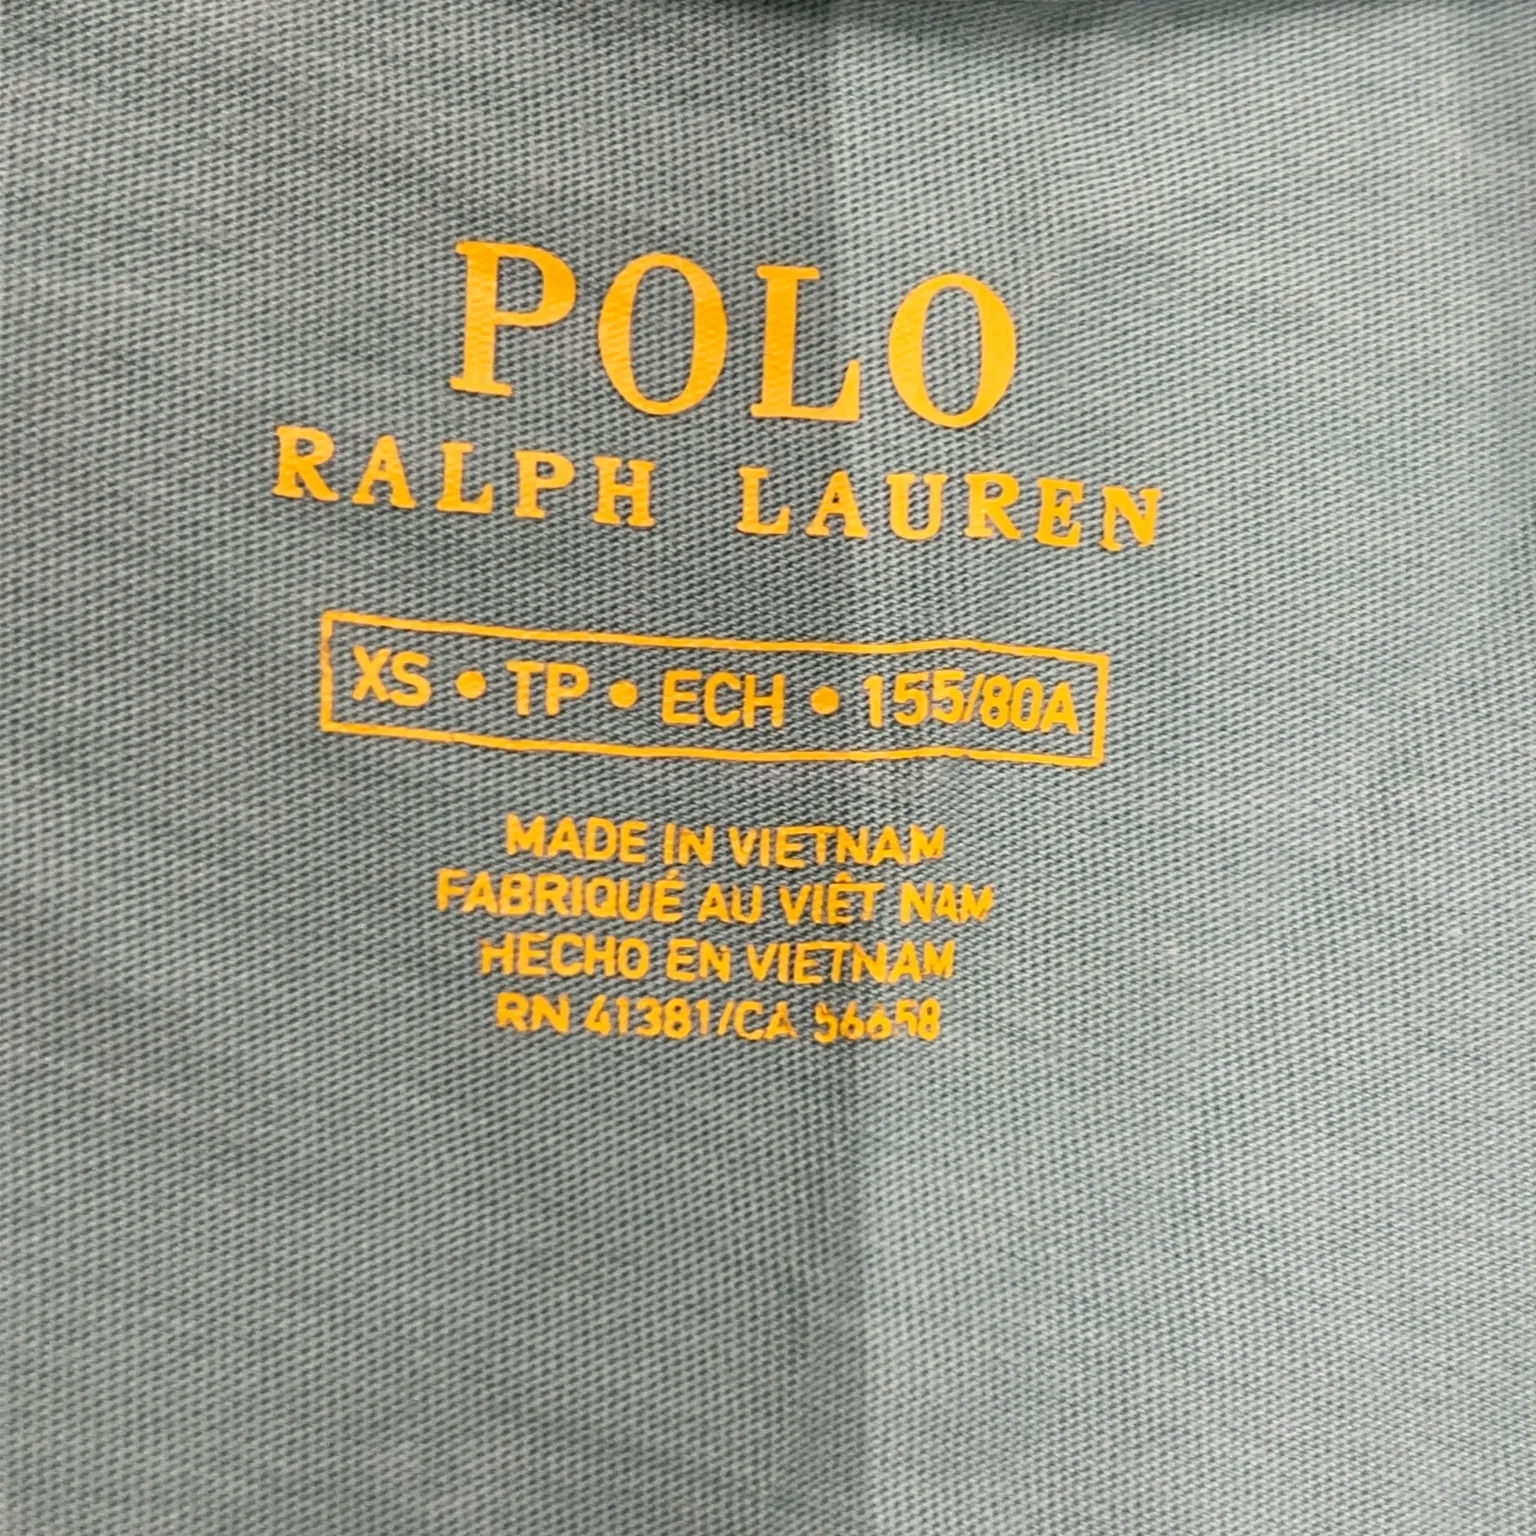 POLO
RALPH LAUREN
XS • TP • ECH • 155/80A
MADE IN VIETNAM
FABRIQUÉ AU VIÊT NAM
HECHO EN VIETNAM
RN 41381/CA 56658